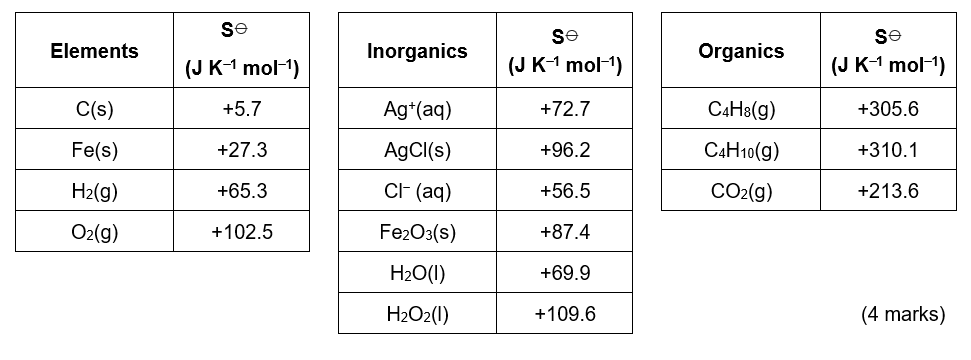 Elements S⦵ (J K⁻¹ mol⁻¹)
C(s) +5.7
Fe(s) +27.3
H₂(g) +65.3
O₂(g) +102.5
Inorganics S⦵ (J K⁻¹ mol⁻¹)
Ag⁺(aq) +72.7
AgCl(s) +96.2
Cl⁻ (aq) +56.5
Fe₂O₃(s) +87.4
H₂O(l) +69.9
H₂O₂(l) +109.6
Organics S⦵ (J K⁻¹ mol⁻¹)
C₄H₈(g) +305.6
C₄H₁₀(g) +310.1
CO₂(g) +213.6
(4 marks)